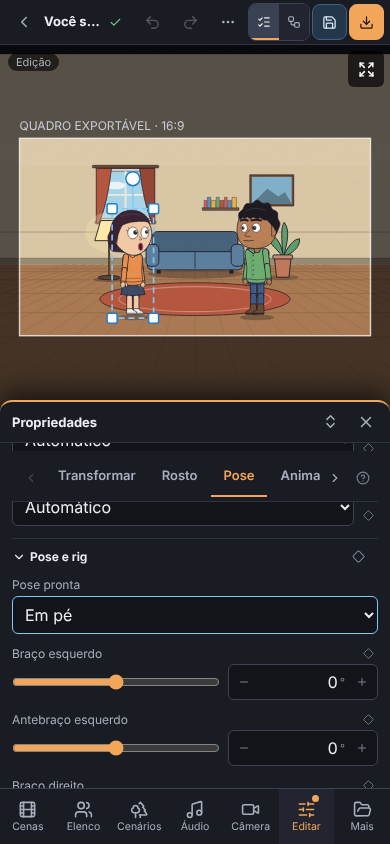 Você s...
Edição
QUADRO EXPORTÁVEL · 16:9
Propriedades
Automático
Transformar Rosto Pose Anima
Automático
Pose e rig
Pose pronta
Em pé
Braço esquerdo
0°
Antebraço esquerdo
0°
Braço direito
Cenas Elenco Cenários Áudio Câmera Editar Mais